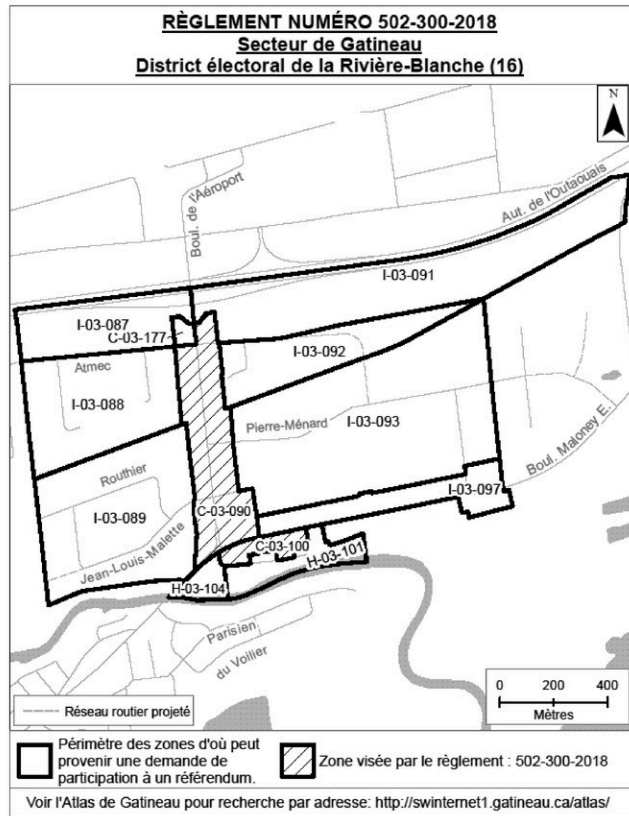 RÈGLEMENT NUMÉRO 502-300-2018
Secteur de Gatineau
District électoral de la Rivière-Blanche (16)
N
Boul. de l'Aéroport
Aut. de l'Outaouais
I-03-091
I-03-087
C-03-177
I-03-092
Atmec
I-03-088
Pierre-Ménard
I-03-093
Boul. Maloney E.
Routhier
I-03-097
C-03-090
I-03-089
Jean-Louis-Malette
C-03-100
H-03-101
H-03-104
Parisien
du Voilier
0 200 400
Mètres
Réseau routier projeté
Périmètre des zones d'où peut
provenir une demande de
participation à un référendum.
Zone visée par le règlement : 502-300-2018
Voir l'Atlas de Gatineau pour recherche par adresse: http://swinternet1.gatineau.ca/atlas/